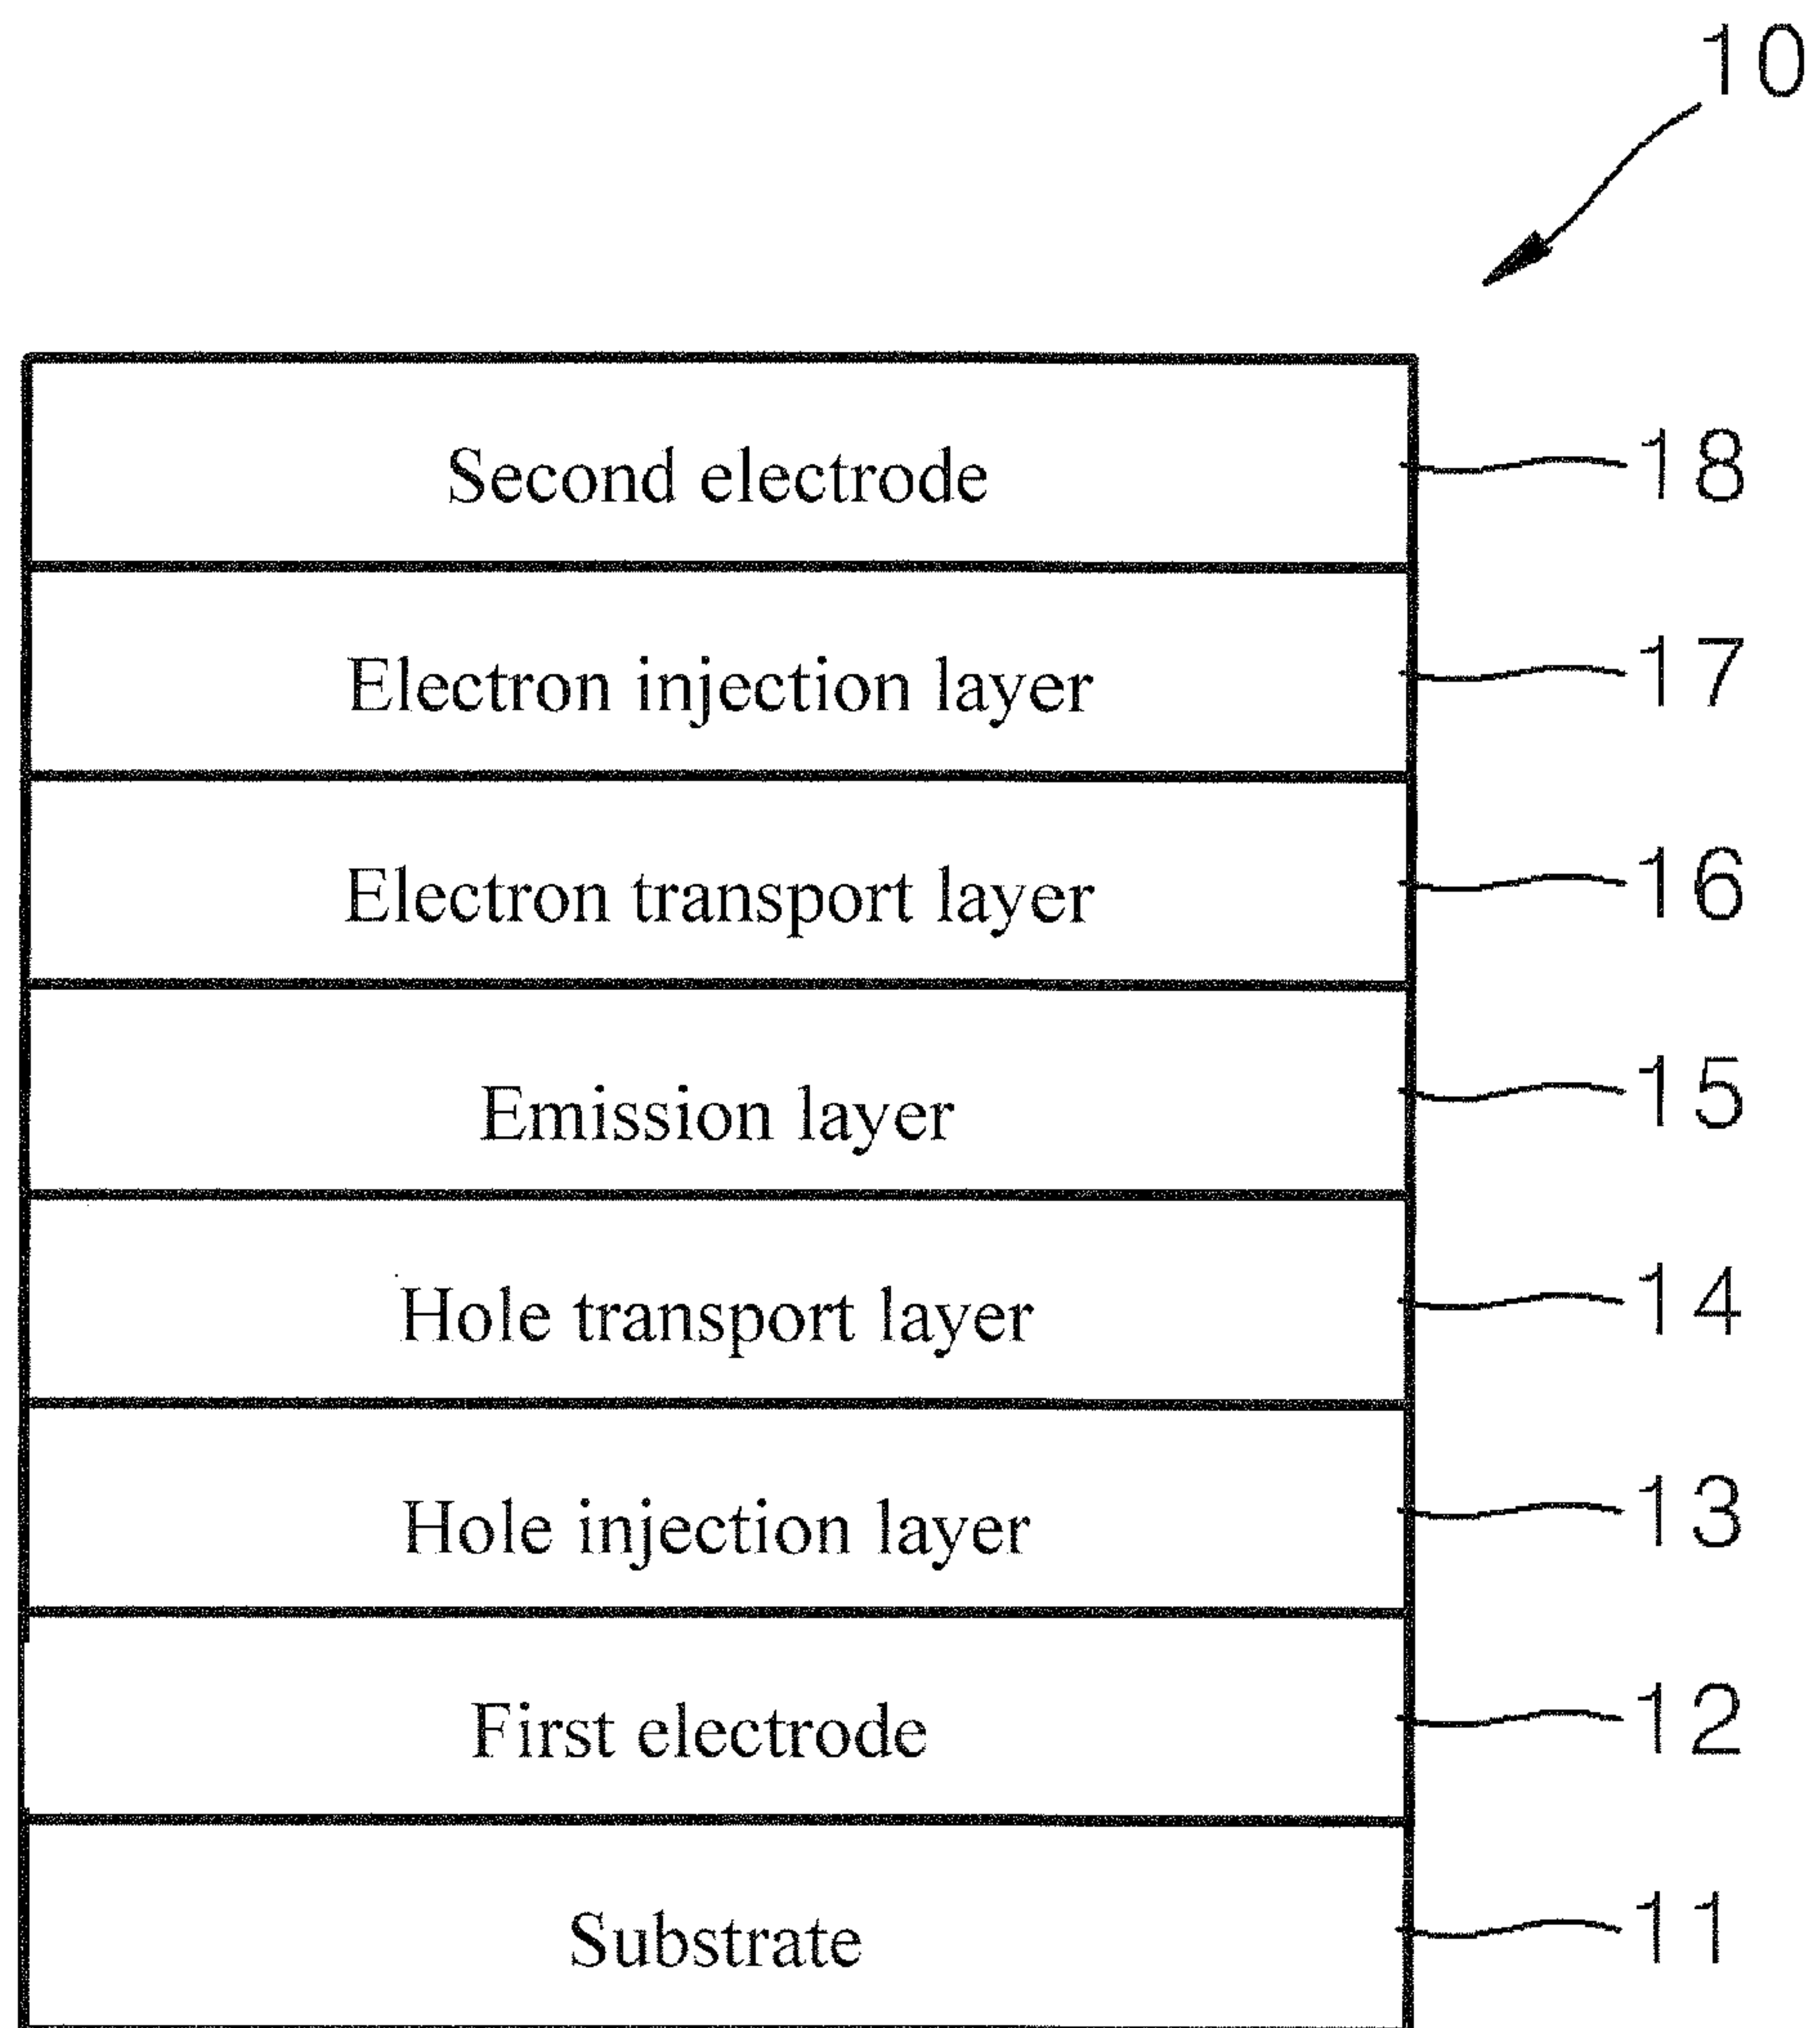 10
Second electrode 18
Electron injection layer 17
Electron transport layer 16
Emission layer 15
Hole transport layer 14
Hole injection layer 13
First electrode 12
Substrate 11